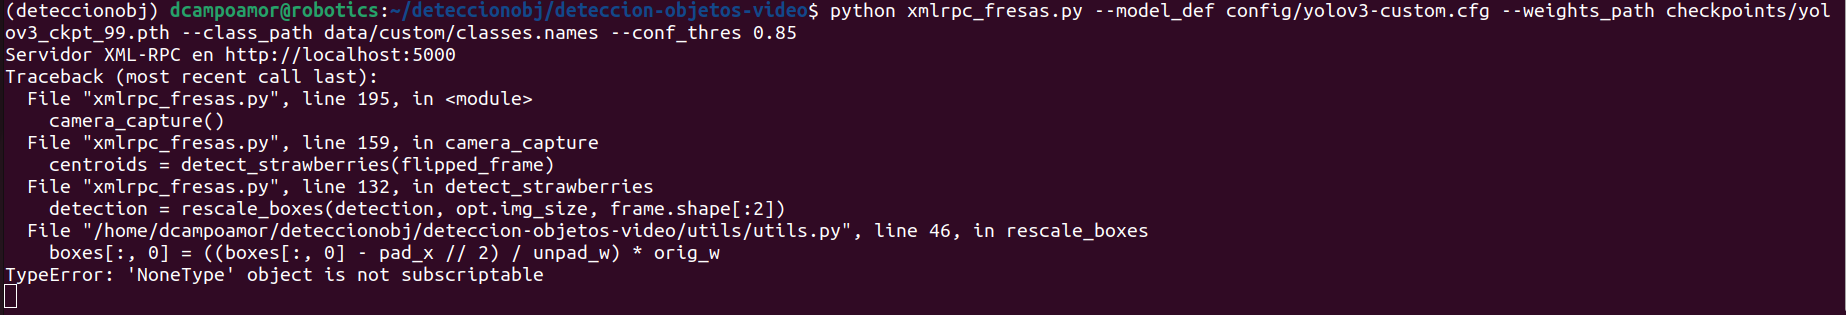 (deteccionobj) dcampoamor@robotics:~/deteccionobj/deteccion-objetos-video$ python xmlrpc_fresas.py --model_def config/yolov3-custom.cfg --weights_path checkpoints/yol
ov3_ckpt_99.pth --class_path data/custom/classes.names --conf_thres 0.85
Servidor XML-RPC en http://localhost:5000
Traceback (most recent call last):
  File "xmlrpc_fresas.py", line 195, in <module>
    camera_capture()
  File "xmlrpc_fresas.py", line 159, in camera_capture
    centroids = detect_strawberries(flipped_frame)
  File "xmlrpc_fresas.py", line 132, in detect_strawberries
    detection = rescale_boxes(detection, opt.img_size, frame.shape[:2])
  File "/home/dcampoamor/deteccionobj/deteccion-objetos-video/utils/utils.py", line 46, in rescale_boxes
    boxes[:, 0] = ((boxes[:, 0] - pad_x // 2) / unpad_w) * orig_w
TypeError: 'NoneType' object is not subscriptable